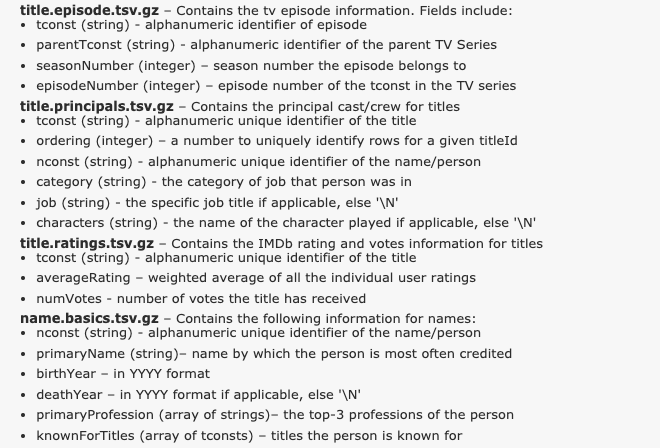 title.episode.tsv.gz – Contains the tv episode information. Fields include:
• tconst (string) - alphanumeric identifier of episode
• parentTconst (string) - alphanumeric identifier of the parent TV Series
• seasonNumber (integer) – season number the episode belongs to
• episodeNumber (integer) – episode number of the tconst in the TV series
title.principals.tsv.gz – Contains the principal cast/crew for titles
• tconst (string) - alphanumeric unique identifier of the title
• ordering (integer) – a number to uniquely identify rows for a given titleId
• nconst (string) - alphanumeric unique identifier of the name/person
• category (string) - the category of job that person was in
• job (string) - the specific job title if applicable, else '\N'
• characters (string) - the name of the character played if applicable, else '\N'
title.ratings.tsv.gz – Contains the IMDb rating and votes information for titles
• tconst (string) - alphanumeric unique identifier of the title
• averageRating – weighted average of all the individual user ratings
• numVotes - number of votes the title has received
name.basics.tsv.gz – Contains the following information for names:
• nconst (string) - alphanumeric unique identifier of the name/person
• primaryName (string)– name by which the person is most often credited
• birthYear – in YYYY format
• deathYear – in YYYY format if applicable, else '\N'
• primaryProfession (array of strings)– the top-3 professions of the person
• knownForTitles (array of tconsts) – titles the person is known for